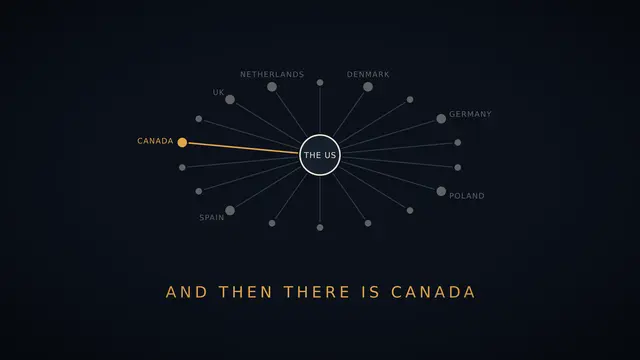 NETHERLANDS
DENMARK
UK
GERMANY
CANADA
THE US
POLAND
SPAIN
AND THEN THERE IS CANADA